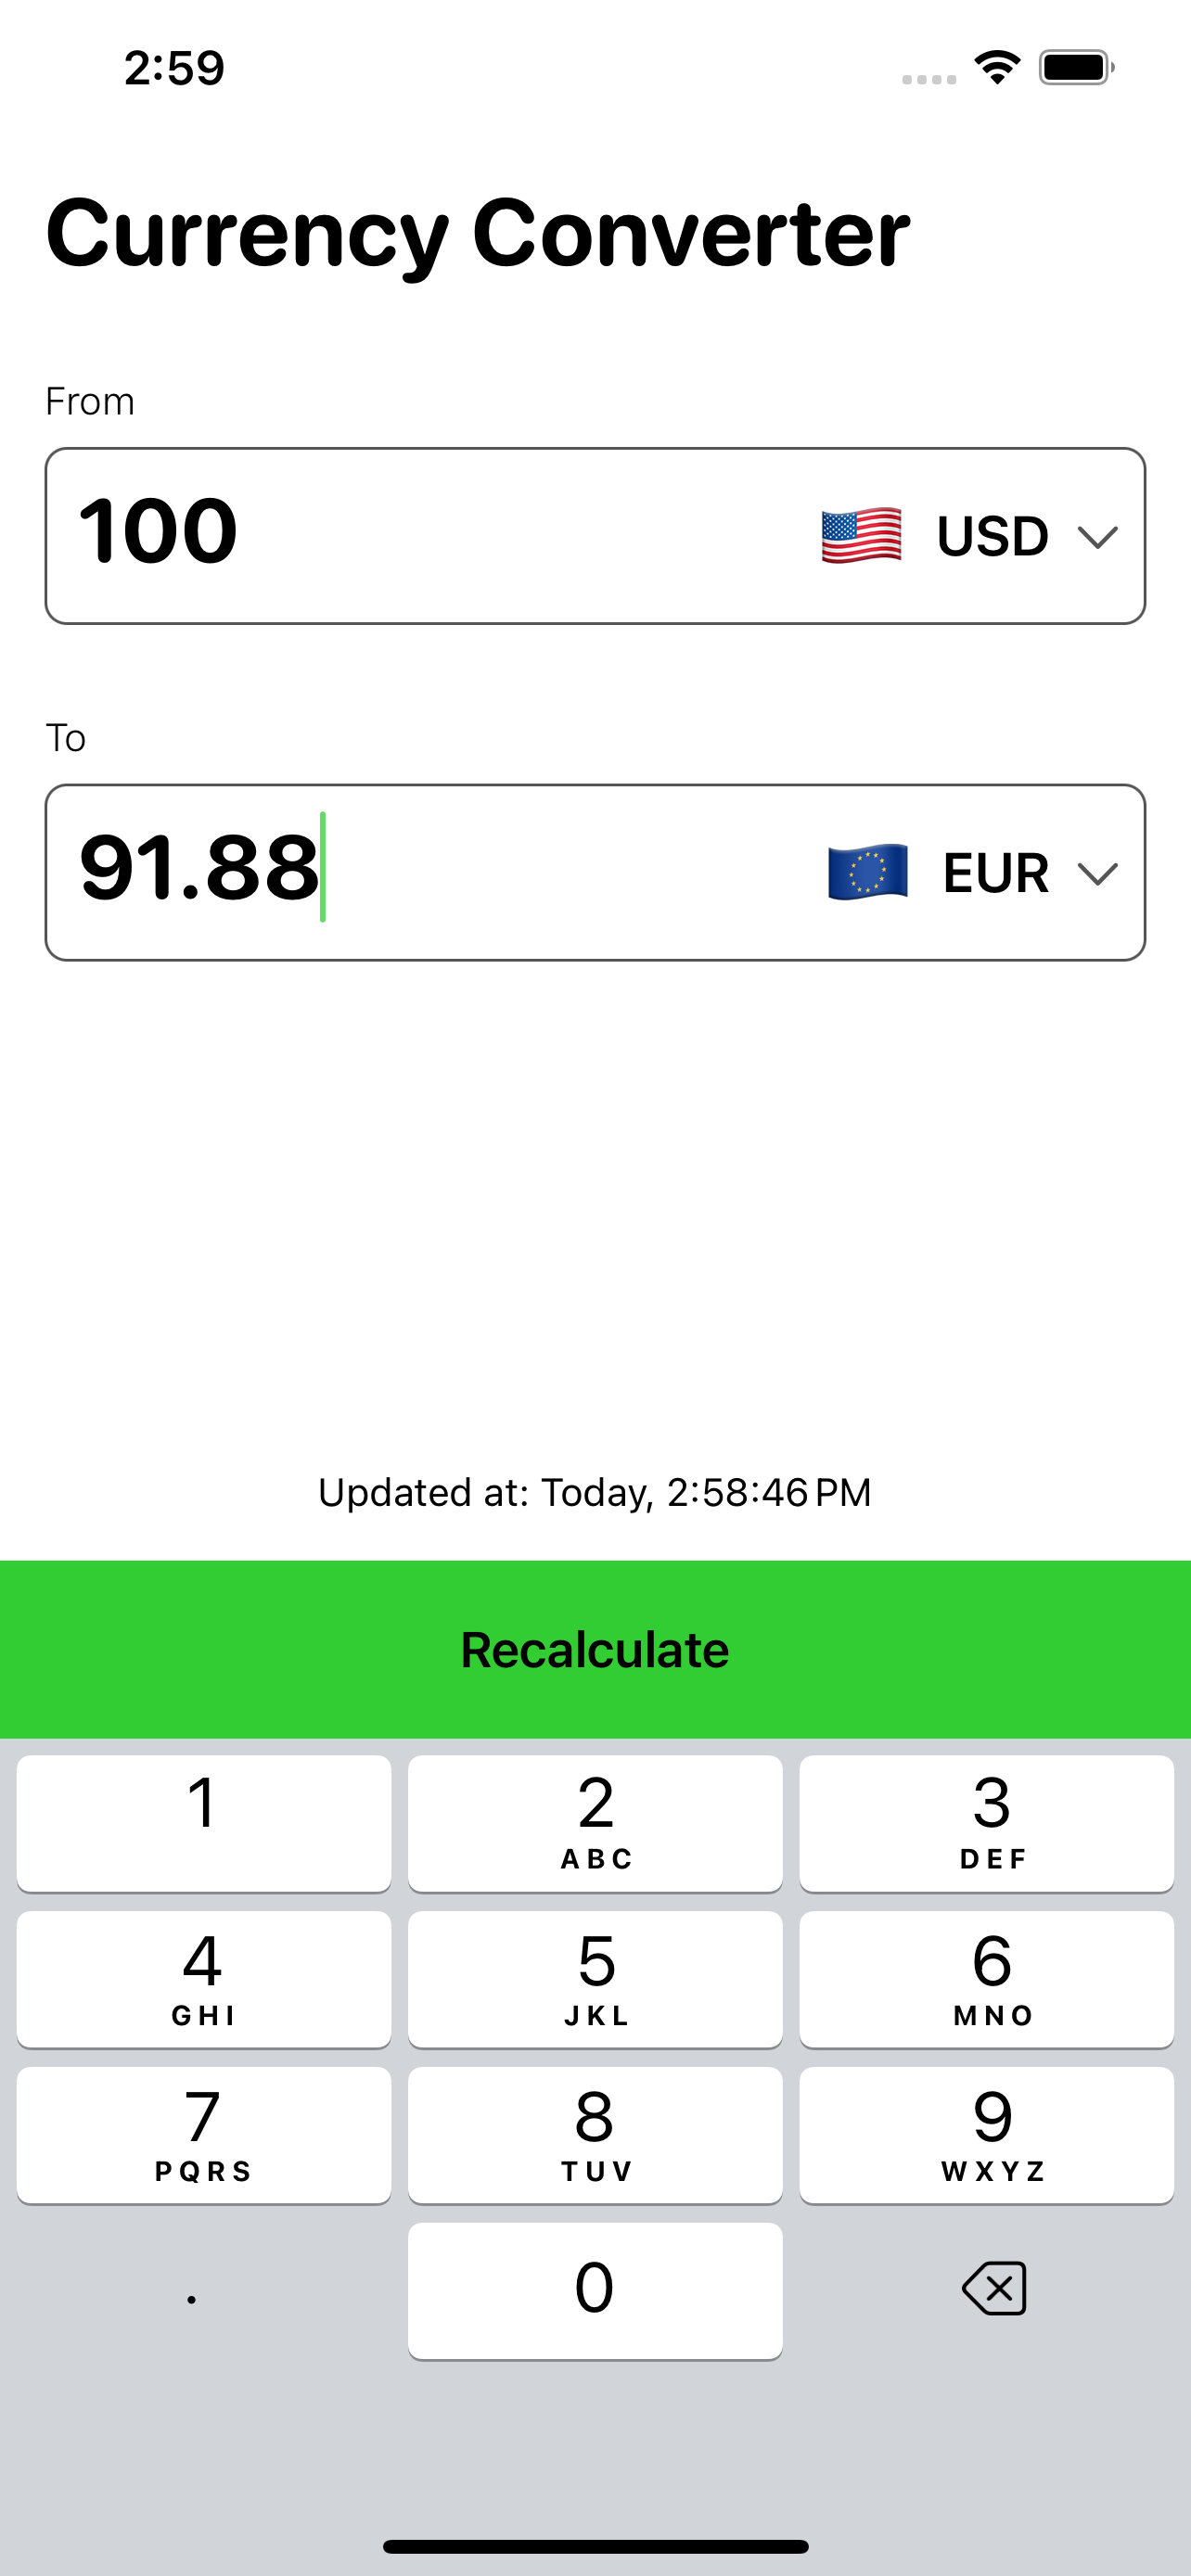 2:59
Currency Converter
From
100 USD
To
91.88 EUR
Updated at: Today, 2:58:46 PM
Recalculate
1 2 3
ABC DEF
4 5 6
GHI JKL MNO
7 8 9
PQRS TUV WXYZ
. 0